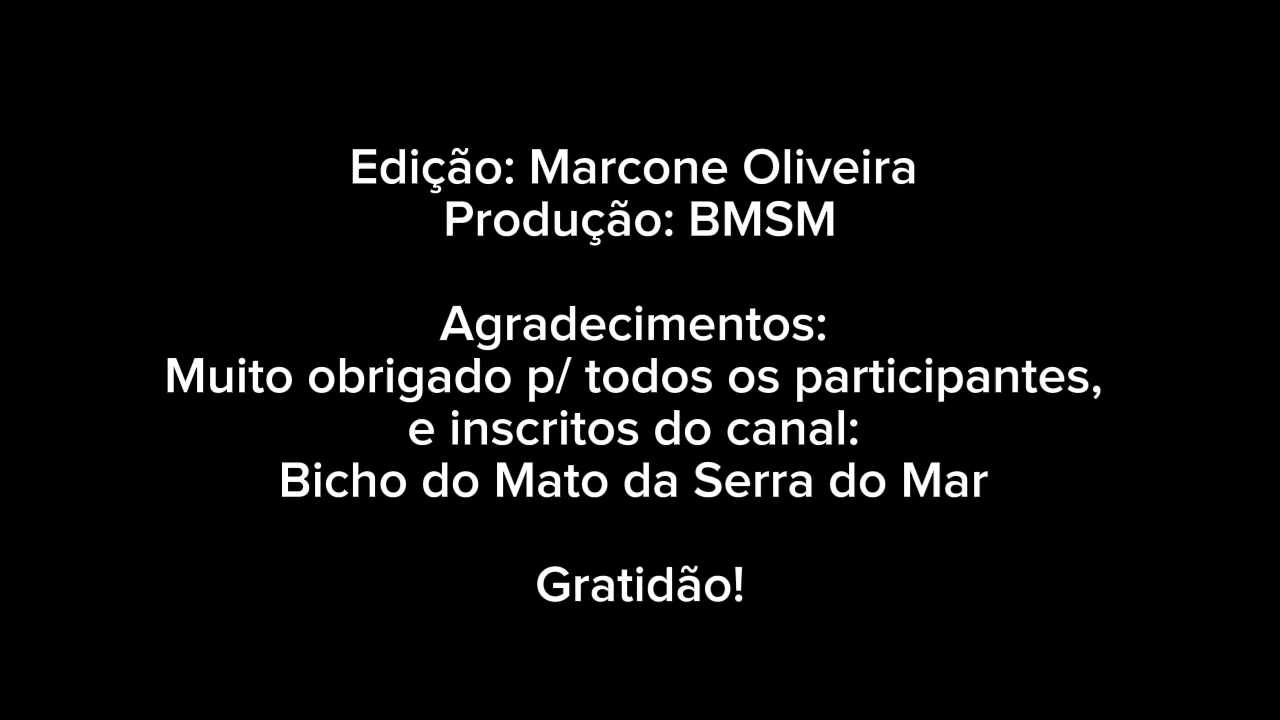 Edição: Marcone Oliveira
Produção: BMSM
Agradecimentos:
Muito obrigado p/ todos os participantes,
e inscritos do canal:
Bicho do Mato da Serra do Mar
Gratidão!